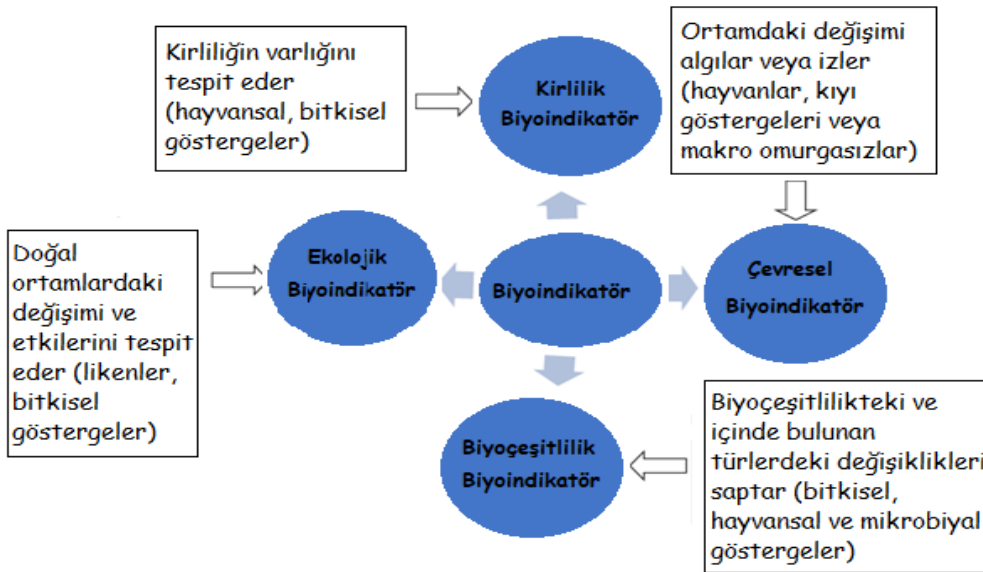 Kirliliğin varlığını
tespit eder
(hayvansal, bitkisel
göstergeler)
Kirlilik
Biyoindikatör
Ortamdaki değişimi
algılar veya izler
(hayvanlar, kıyı
göstergeleri veya
makro omurgasızlar)
Doğal
ortamlardaki
değişimi ve
etkilerini tespit
eder (likenler,
bitkisel
göstergeler)
Ekolojik
Biyoindikatör
Biyoindikatör
Çevresel
Biyoindikatör
Biyoçeşitlilik
Biyoindikatör
Biyoçeşitlilikteki ve
içinde bulunan
türlerdeki değişiklikleri
saptar (bitkisel,
hayvansal ve mikrobiyal
göstergeler)